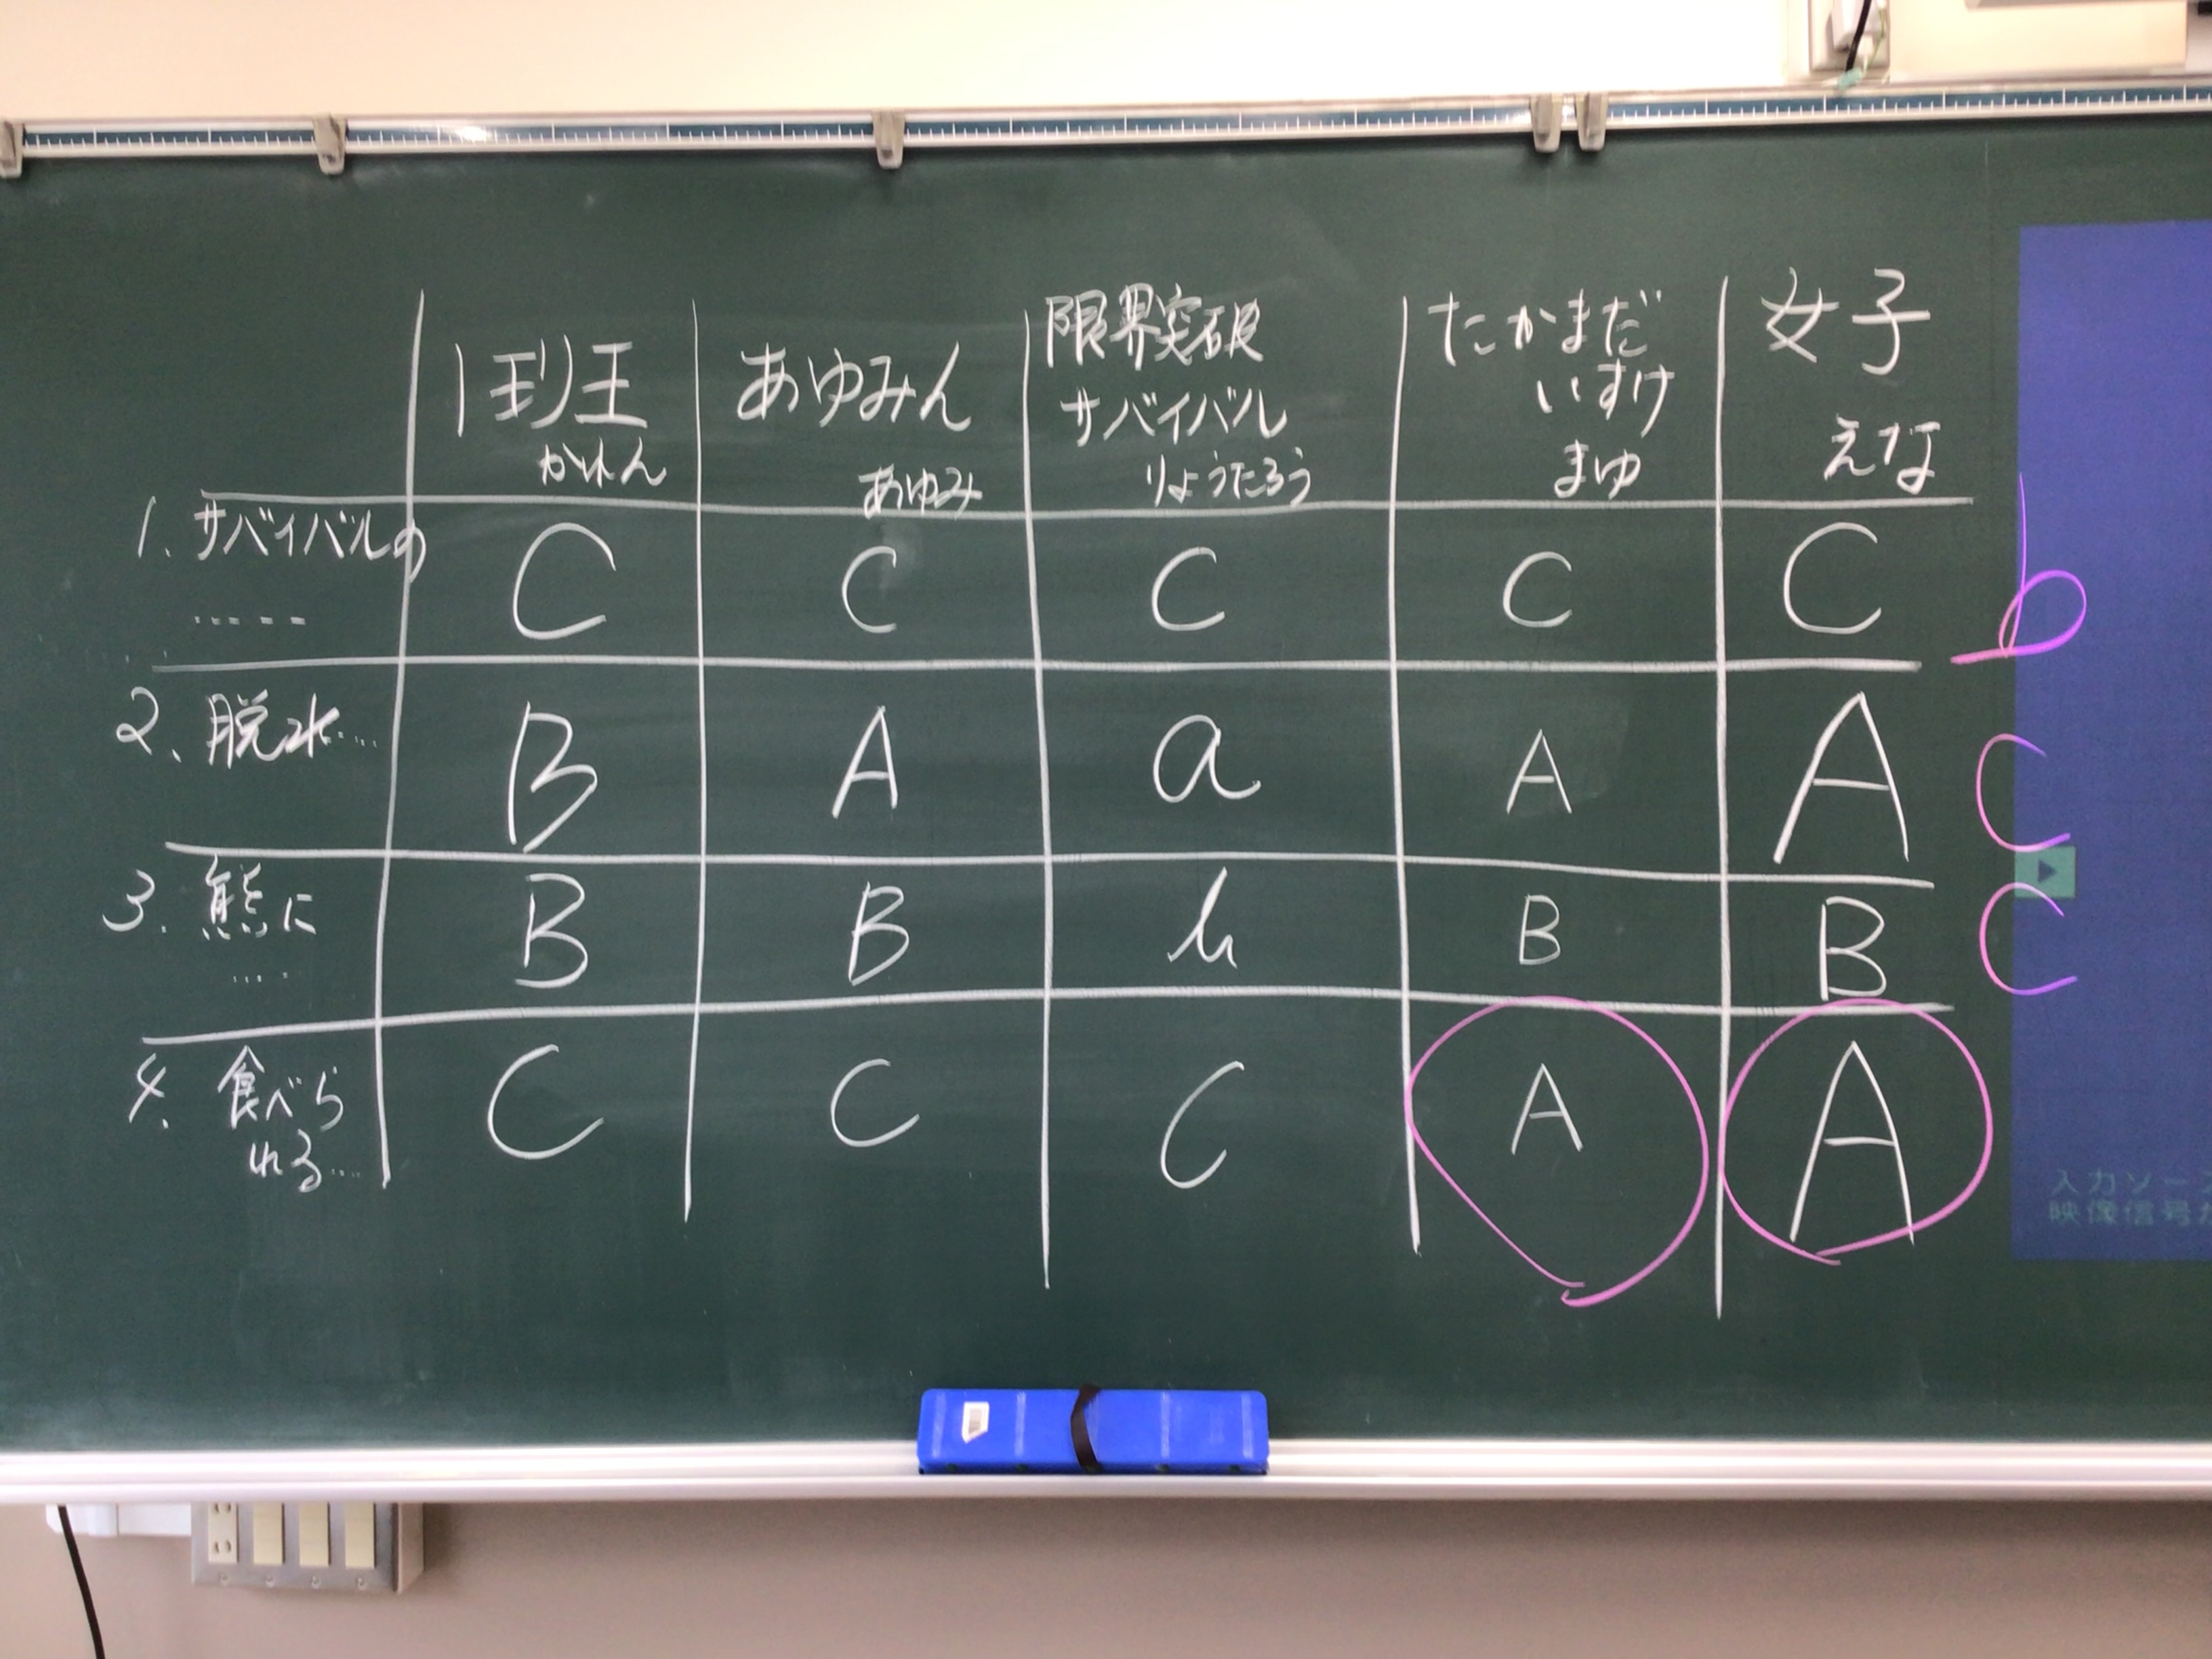 1班王
かれん
あゆみん
あゆみ
限界突破
サバイバル
りょうたろう
たかまだ
いすけ
まゆ
女子
えな
1. サバイバルの
.....
C
C
C
C
C
b
2. 脱水...
B
A
a
A
A
C
3. 熊に
....
B
B
B
B
C
4. 食べら
れる...
C
C
C
A
A
入力ソー
映像信号